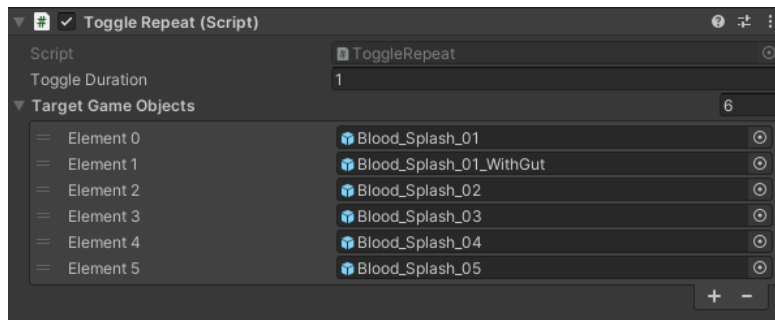 # Toggle Repeat (Script)
Script ToggleRepeat
Toggle Duration 1
Target Game Objects 6
Element 0 Blood_Splash_01
Element 1 Blood_Splash_01_WithGut
Element 2 Blood_Splash_02
Element 3 Blood_Splash_03
Element 4 Blood_Splash_04
Element 5 Blood_Splash_05
+ -